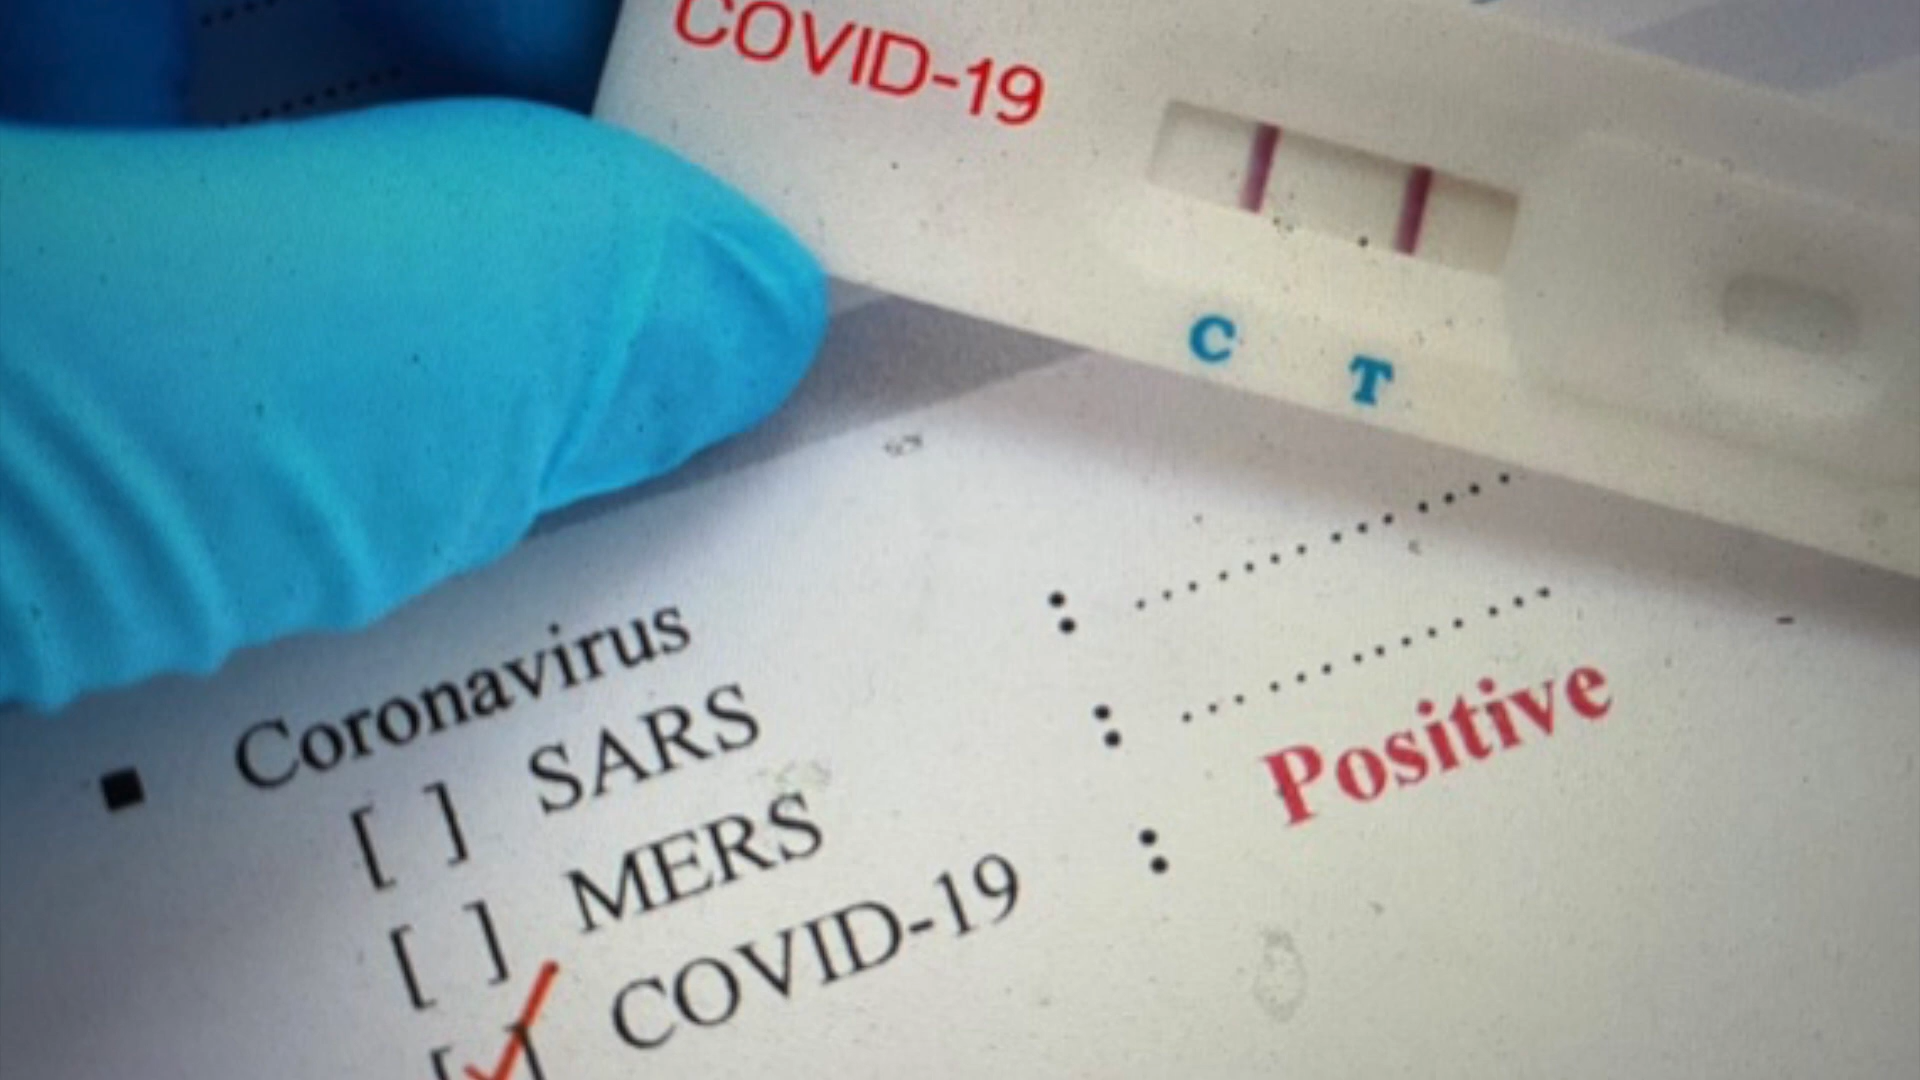 COVID-19
C T
Coronavirus : ..............
[ ] SARS : ..............
[ ] MERS : Positive
[✓] COVID-19